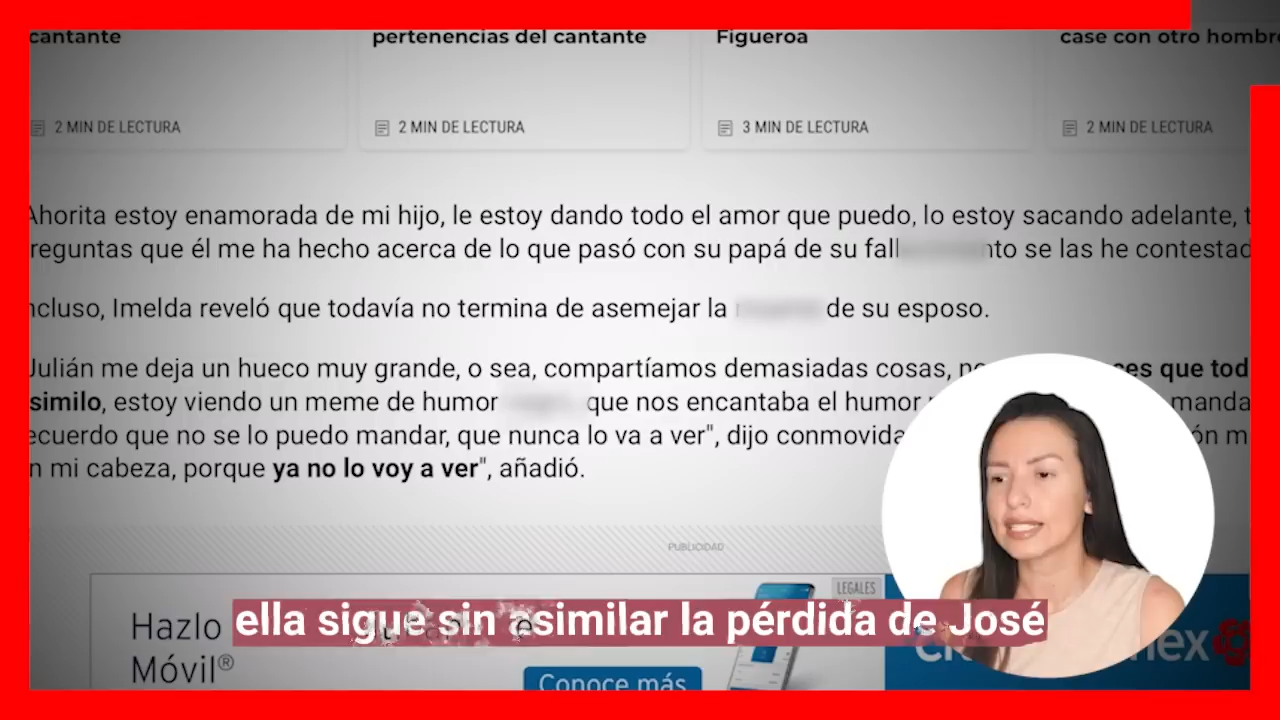 cantante
pertenencias del cantante
Figueroa
case con otro hombre
2 MIN DE LECTURA
2 MIN DE LECTURA
3 MIN DE LECTURA
2 MIN DE LECTURA
Ahorita estoy enamorada de mi hijo, le estoy dando todo el amor que puedo, lo estoy sacando adelante, t
reguntas que él me ha hecho acerca de lo que pasó con su papá de su fall nto se las he contestad
ncluso, Imelda reveló que todavía no termina de asemejar la de su esposo.
Julián me deja un hueco muy grande, o sea, compartíamos demasiadas cosas, ces que tod
similo, estoy viendo un meme de humor que nos encantaba el humor manda
ecuerdo que no se lo puedo mandar, que nunca lo va a ver", dijo conmovida ón m
n mi cabeza, porque ya no lo voy a ver", añadió.
PUBLICIDAD
LEGALES
Hazlo
Móvil®
Conoce más
ella sigue sin asimilar la pérdida de José